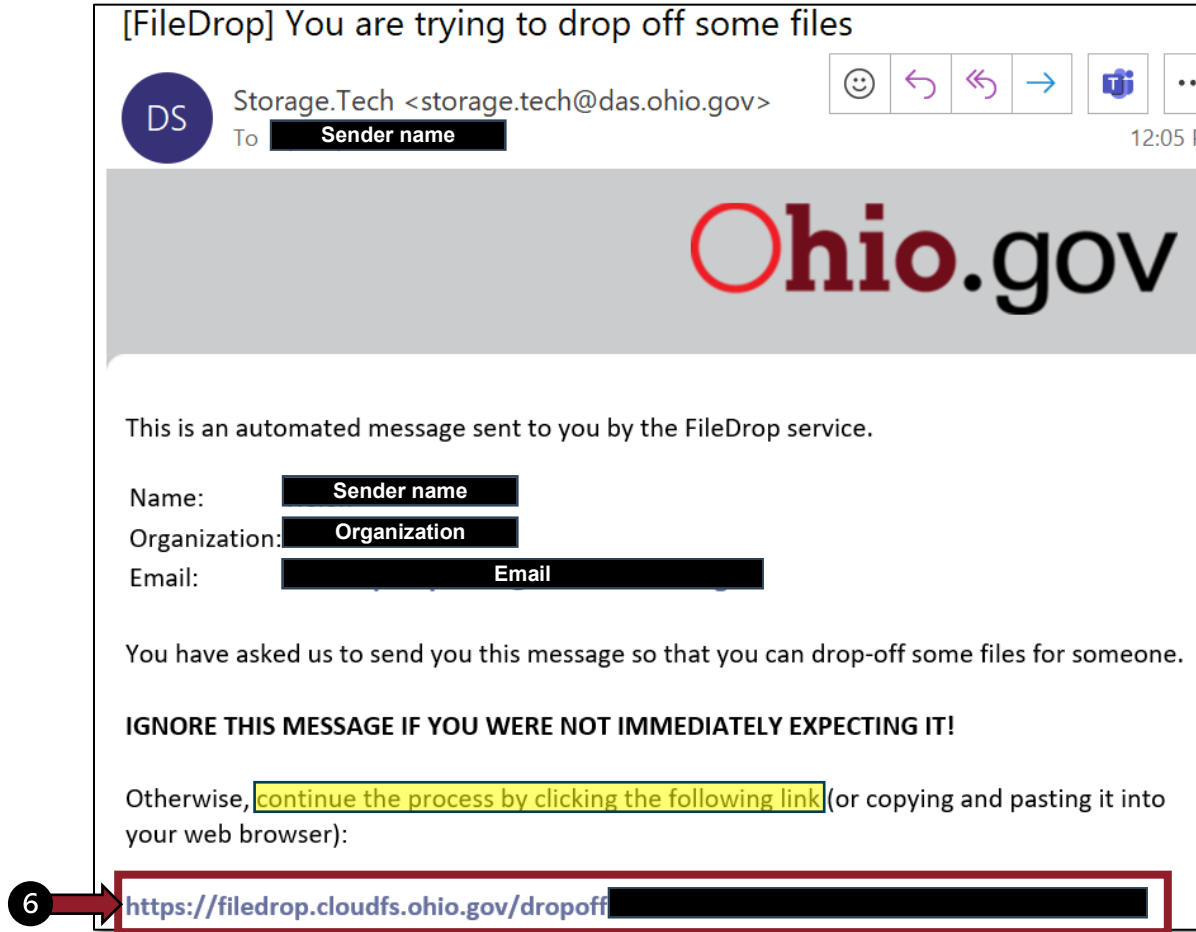 [FileDrop] You are trying to drop off some files
DS
Storage.Tech <storage.tech@das.ohio.gov>
To Sender name
12:05
Ohio.gov
This is an automated message sent to you by the FileDrop service.
Name: Sender name
Organization: Organization
Email: Email
You have asked us to send you this message so that you can drop-off some files for someone.
IGNORE THIS MESSAGE IF YOU WERE NOT IMMEDIATELY EXPECTING IT!
Otherwise, continue the process by clicking the following link (or copying and pasting it into
your web browser):
6 https://filedrop.cloudfs.ohio.gov/dropoff